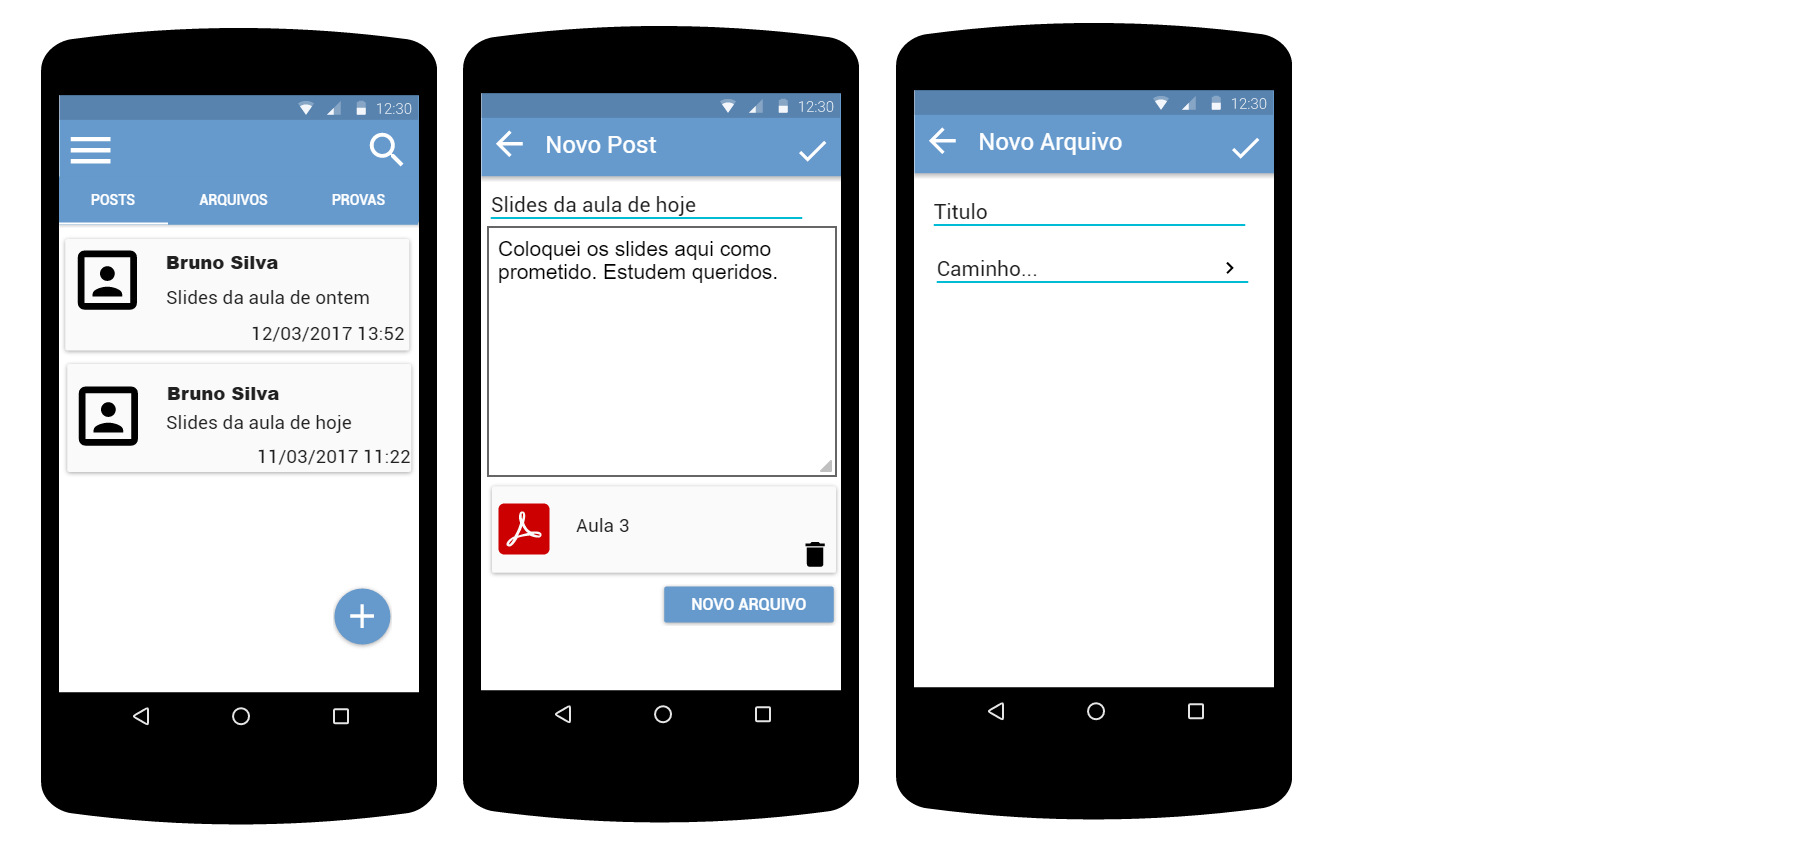 12:30
POSTS ARQUIVOS PROVAS
Bruno Silva
Slides da aula de ontem
12/03/2017 13:52
Bruno Silva
Slides da aula de hoje
11/03/2017 11:22
12:30
Novo Post
Slides da aula de hoje
Coloquei os slides aqui como
prometido. Estudem queridos.
Aula 3
NOVO ARQUIVO
12:30
Novo Arquivo
Titulo
Caminho...